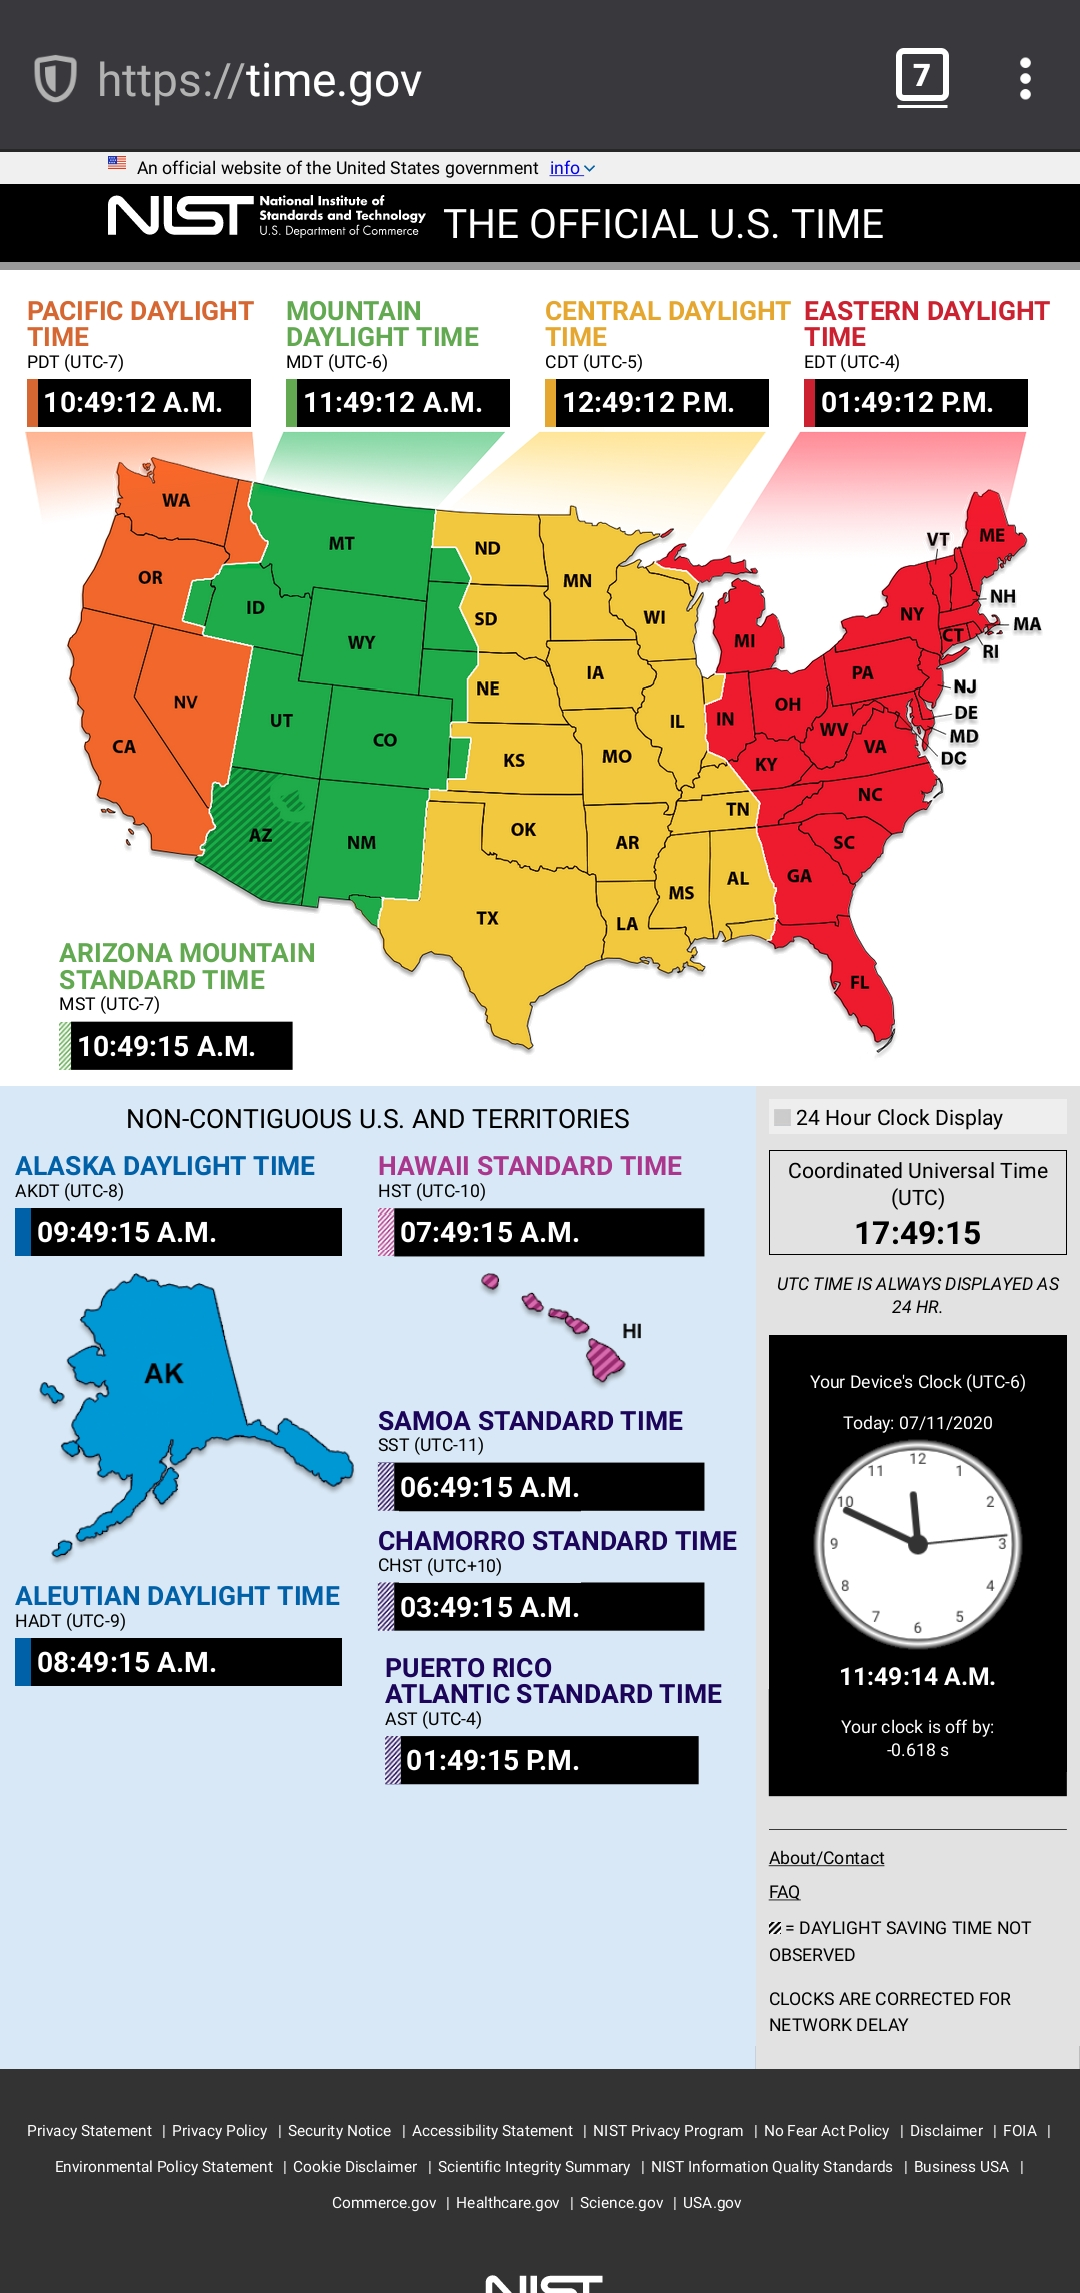 https://time.gov
7
An official website of the United States government info
NIST
National Institute of
Standards and Technology
U.S. Department of Commerce
THE OFFICIAL U.S. TIME
PACIFIC DAYLIGHT
TIME
PDT (UTC-7)
10:49:12 A.M.
MOUNTAIN
DAYLIGHT TIME
MDT (UTC-6)
11:49:12 A.M.
CENTRAL DAYLIGHT
TIME
CDT (UTC-5)
12:49:12 P.M.
EASTERN DAYLIGHT
TIME
EDT (UTC-4)
01:49:12 P.M.
WA
OR
CA
NV
MT
ID
WY
UT
CO
AZ
NM
ND
SD
NE
KS
OK
TX
MN
IA
MO
AR
LA
WI
IL
MS
AL
TN
MI
IN
OH
KY
WV
VA
NC
SC
GA
FL
PA
NY
VT
ME
NH
MA
CT
RI
NJ
DE
MD
DC
ARIZONA MOUNTAIN
STANDARD TIME
MST (UTC-7)
10:49:15 A.M.
NON-CONTIGUOUS U.S. AND TERRITORIES
ALASKA DAYLIGHT TIME
AKDT (UTC-8)
09:49:15 A.M.
AK
ALEUTIAN DAYLIGHT TIME
HADT (UTC-9)
08:49:15 A.M.
HAWAII STANDARD TIME
HST (UTC-10)
07:49:15 A.M.
HI
SAMOA STANDARD TIME
SST (UTC-11)
06:49:15 A.M.
CHAMORRO STANDARD TIME
CHST (UTC+10)
03:49:15 A.M.
PUERTO RICO
ATLANTIC STANDARD TIME
AST (UTC-4)
01:49:15 P.M.
24 Hour Clock Display
Coordinated Universal Time
(UTC)
17:49:15
UTC TIME IS ALWAYS DISPLAYED AS
24 HR.
Your Device's Clock (UTC-6)
Today: 07/11/2020
12
1
2
3
4
5
6
7
8
9
10
11
11:49:14 A.M.
Your clock is off by:
-0.618 s
About/Contact
FAQ
= DAYLIGHT SAVING TIME NOT
OBSERVED
CLOCKS ARE CORRECTED FOR
NETWORK DELAY
Privacy Statement | Privacy Policy | Security Notice | Accessibility Statement | NIST Privacy Program | No Fear Act Policy | Disclaimer | FOIA |
Environmental Policy Statement | Cookie Disclaimer | Scientific Integrity Summary | NIST Information Quality Standards | Business USA |
Commerce.gov | Healthcare.gov | Science.gov | USA.gov
NIST